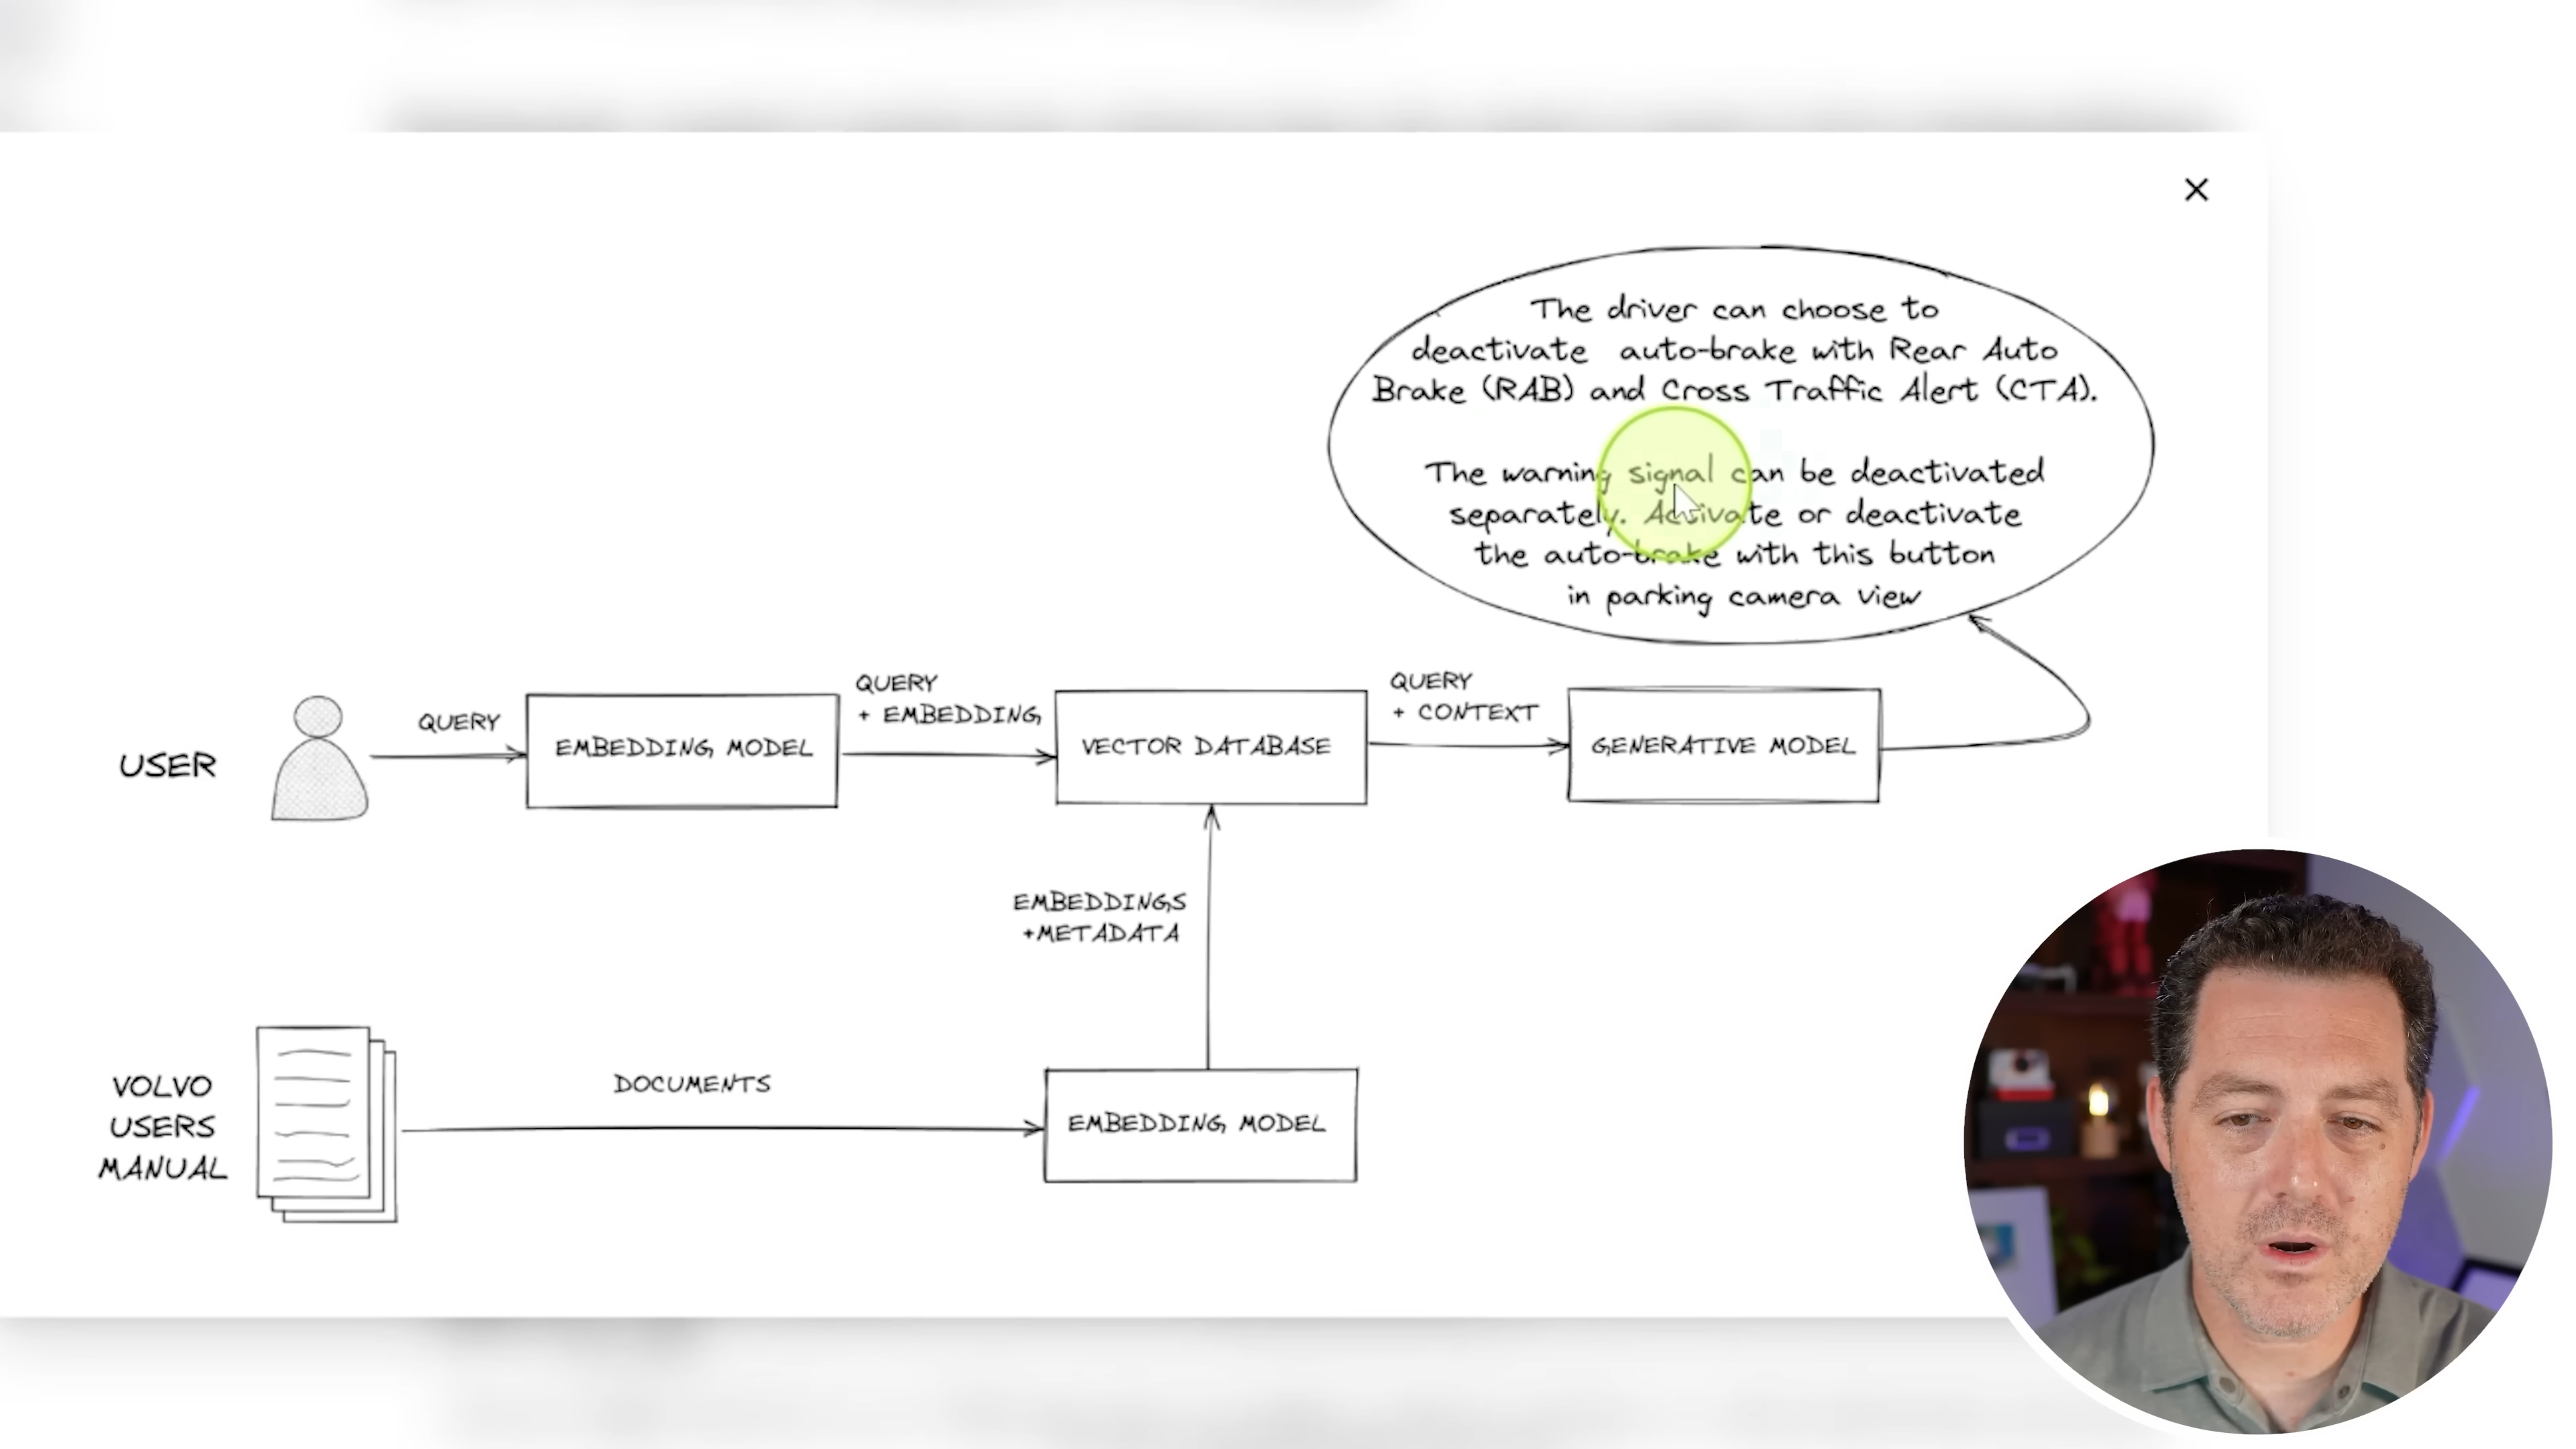 The driver can choose to
deactivate auto-brake with Rear Auto
Brake (RAB) and Cross Traffic Alert (CTA).
The warning signal can be deactivated
separately. Activate or deactivate
the auto-brake with this button
in parking camera view
USER
QUERY
EMBEDDING MODEL
QUERY
+ EMBEDDING
VECTOR DATABASE
QUERY
+ CONTEXT
GENERATIVE MODEL
EMBEDDINGS
+METADATA
VOLVO
USERS
MANUAL
DOCUMENTS
EMBEDDING MODEL